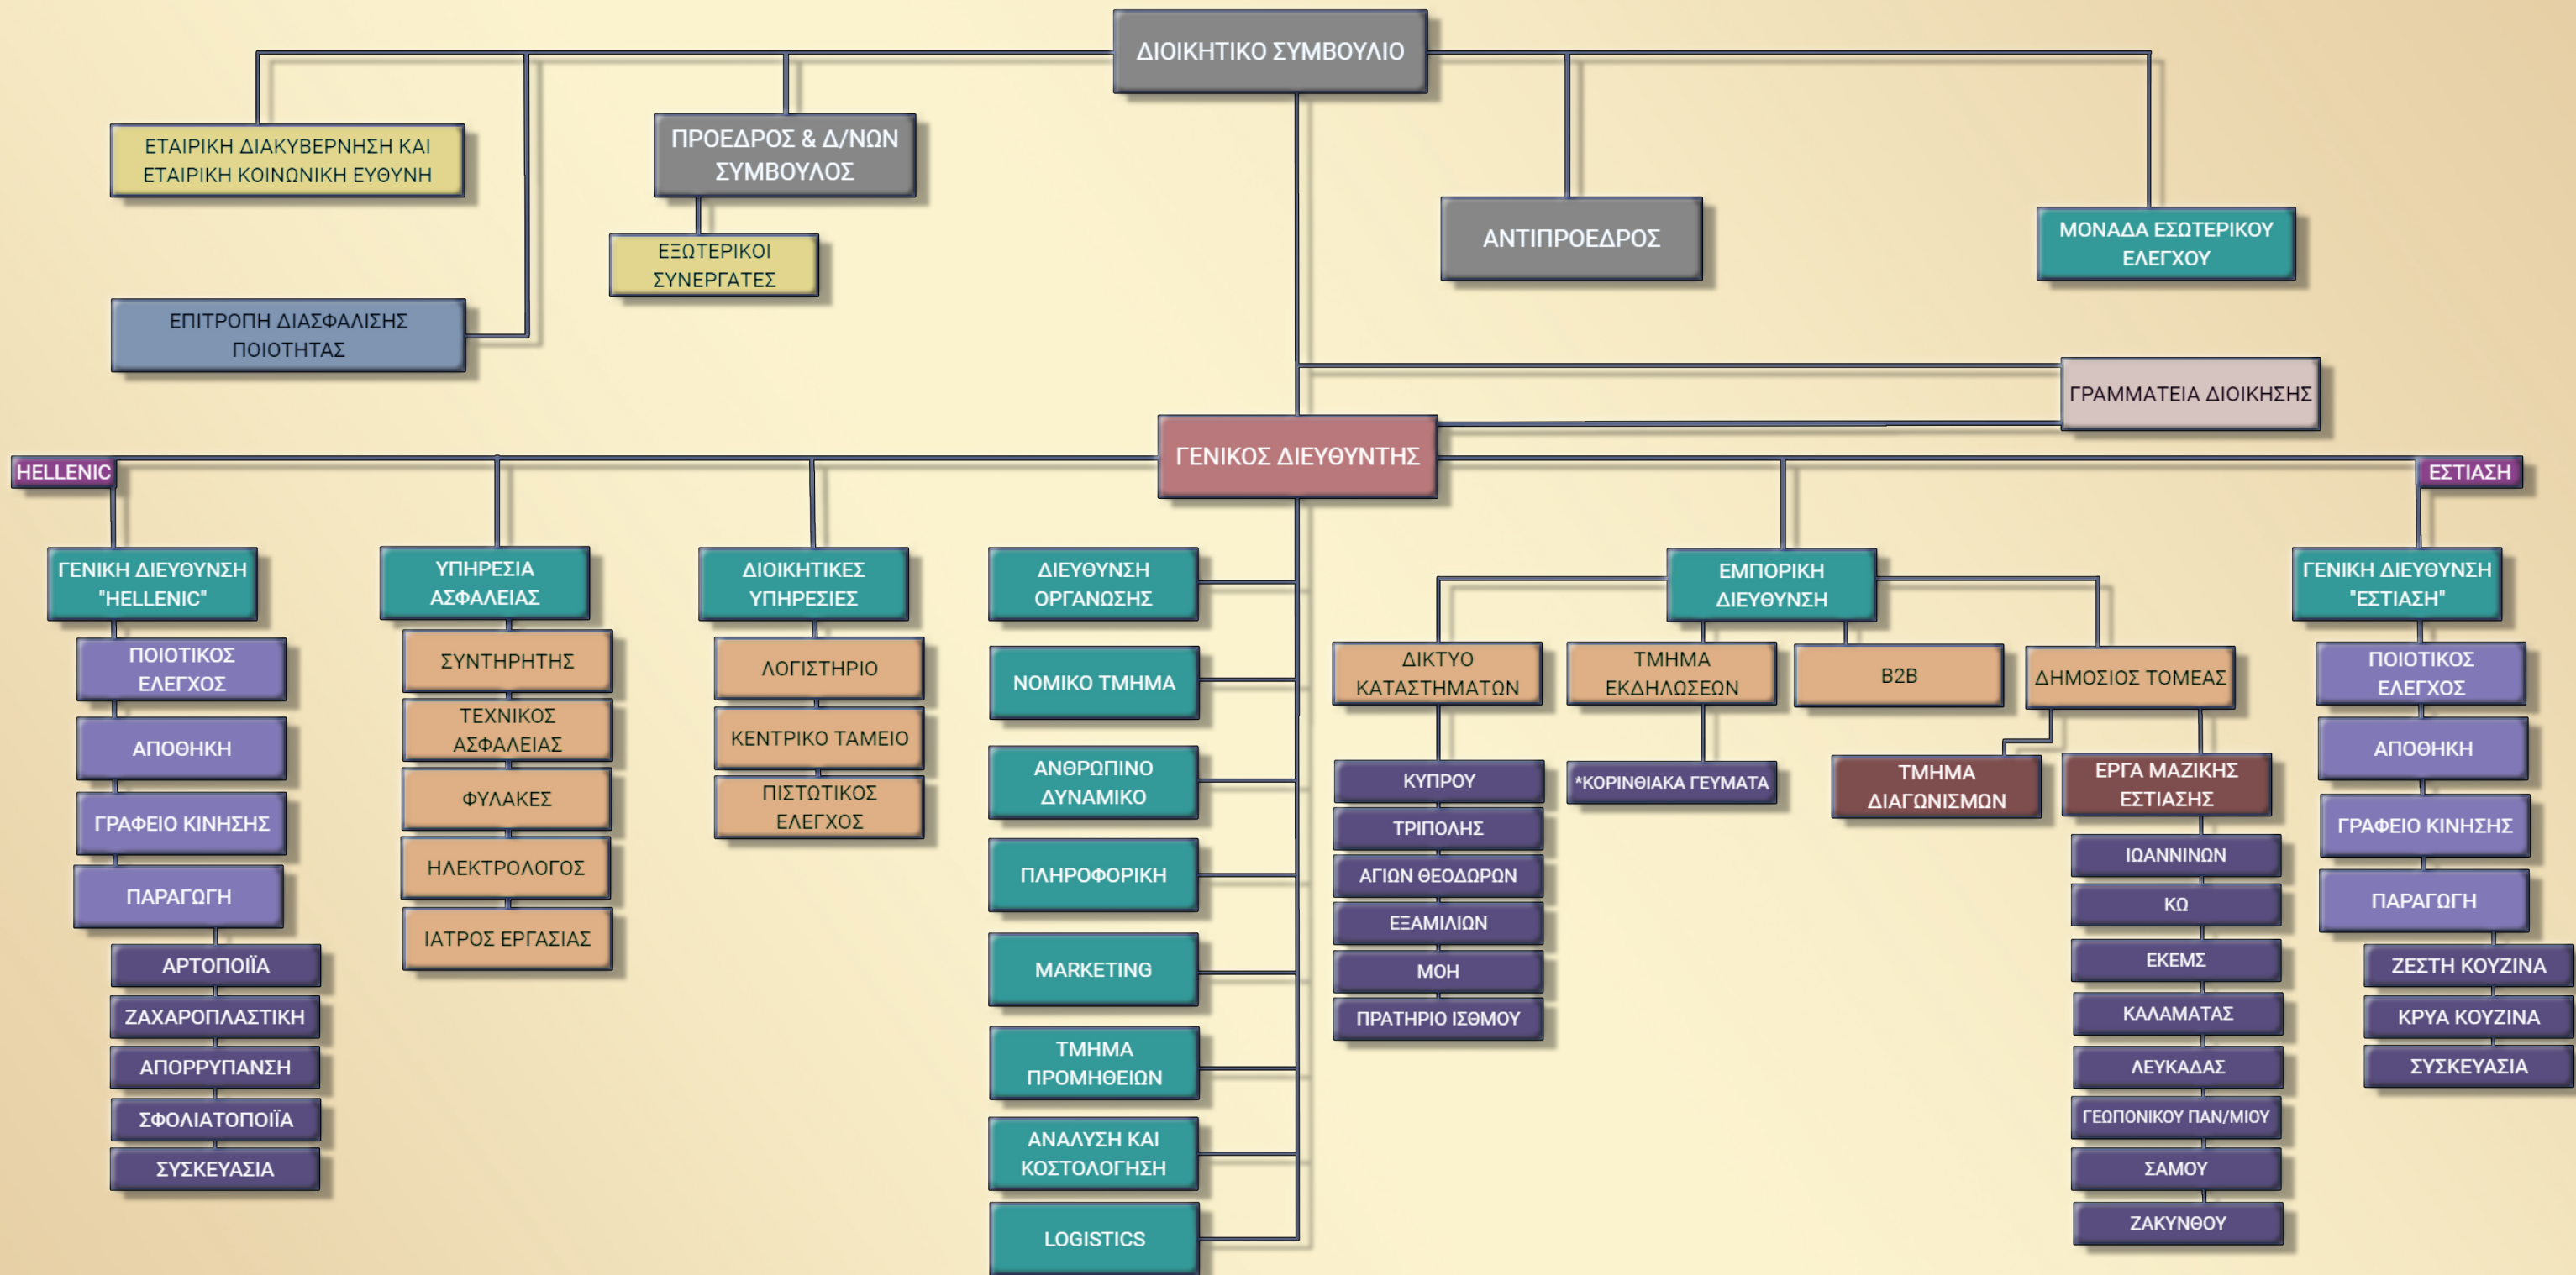 ΔΙΟΙΚΗΤΙΚΟ ΣΥΜΒΟΥΛΙΟ
ΕΤΑΙΡΙΚΗ ΔΙΑΚΥΒΕΡΝΗΣΗ ΚΑΙ
ΕΤΑΙΡΙΚΗ ΚΟΙΝΩΝΙΚΗ ΕΥΘΥΝΗ
ΠΡΟΕΔΡΟΣ & Δ/ΝΩΝ
ΣΥΜΒΟΥΛΟΣ
ΕΞΩΤΕΡΙΚΟΙ
ΣΥΝΕΡΓΑΤΕΣ
ΑΝΤΙΠΡΟΕΔΡΟΣ
ΜΟΝΑΔΑ ΕΣΩΤΕΡΙΚΟΥ
ΕΛΕΓΧΟΥ
ΕΠΙΤΡΟΠΗ ΔΙΑΣΦΑΛΙΣΗΣ
ΠΟΙΟΤΗΤΑΣ
ΓΡΑΜΜΑΤΕΙΑ ΔΙΟΙΚΗΣΗΣ
ΓΕΝΙΚΟΣ ΔΙΕΥΘΥΝΤΗΣ
HELLENIC
ΕΣΤΙΑΣΗ
ΓΕΝΙΚΗ ΔΙΕΥΘΥΝΣΗ
"HELLENIC"
ΠΟΙΟΤΙΚΟΣ
ΕΛΕΓΧΟΣ
ΑΠΟΘΗΚΗ
ΓΡΑΦΕΙΟ ΚΙΝΗΣΗΣ
ΠΑΡΑΓΩΓΗ
ΑΡΤΟΠΟΙΪΑ
ΖΑΧΑΡΟΠΛΑΣΤΙΚΗ
ΑΠΟΡΡΥΠΑΝΣΗ
ΣΦΟΛΙΑΤΟΠΟΙΪΑ
ΣΥΣΚΕΥΑΣΙΑ
ΥΠΗΡΕΣΙΑ
ΑΣΦΑΛΕΙΑΣ
ΣΥΝΤΗΡΗΤΗΣ
ΤΕΧΝΙΚΟΣ
ΑΣΦΑΛΕΙΑΣ
ΦΥΛΑΚΕΣ
ΗΛΕΚΤΡΟΛΟΓΟΣ
ΙΑΤΡΟΣ ΕΡΓΑΣΙΑΣ
ΔΙΟΙΚΗΤΙΚΕΣ
ΥΠΗΡΕΣΙΕΣ
ΛΟΓΙΣΤΗΡΙΟ
ΚΕΝΤΡΙΚΟ ΤΑΜΕΙΟ
ΠΙΣΤΩΤΙΚΟΣ
ΕΛΕΓΧΟΣ
ΔΙΕΥΘΥΝΣΗ
ΟΡΓΑΝΩΣΗΣ
ΝΟΜΙΚΟ ΤΜΗΜΑ
ΑΝΘΡΩΠΙΝΟ
ΔΥΝΑΜΙΚΟ
ΠΛΗΡΟΦΟΡΙΚΗ
MARKETING
ΤΜΗΜΑ
ΠΡΟΜΗΘΕΙΩΝ
ΑΝΑΛΥΣΗ ΚΑΙ
ΚΟΣΤΟΛΟΓΗΣΗ
LOGISTICS
ΕΜΠΟΡΙΚΗ
ΔΙΕΥΘΥΝΣΗ
ΔΙΚΤΥΟ
ΚΑΤΑΣΤΗΜΑΤΩΝ
ΚΥΠΡΟΥ
ΤΡΙΠΟΛΗΣ
ΑΓΙΩΝ ΘΕΟΔΩΡΩΝ
ΕΞΑΜΙΛΙΩΝ
ΜΟΗ
ΠΡΑΤΗΡΙΟ ΙΣΘΜΟΥ
ΤΜΗΜΑ
ΕΚΔΗΛΩΣΕΩΝ
*ΚΟΡΙΝΘΙΑΚΑ ΓΕΥΜΑΤΑ
B2B
ΔΗΜΟΣΙΟΣ ΤΟΜΕΑΣ
ΤΜΗΜΑ
ΔΙΑΓΩΝΙΣΜΩΝ
ΕΡΓΑ ΜΑΖΙΚΗΣ
ΕΣΤΙΑΣΗΣ
ΙΩΑΝΝΙΝΩΝ
ΚΩ
ΕΚΕΜΣ
ΚΑΛΑΜΑΤΑΣ
ΛΕΥΚΑΔΑΣ
ΓΕΩΠΟΝΙΚΟΥ ΠΑΝ/ΜΙΟΥ
ΣΑΜΟΥ
ΖΑΚΥΝΘΟΥ
ΓΕΝΙΚΗ ΔΙΕΥΘΥΝΣΗ
"ΕΣΤΙΑΣΗ"
ΠΟΙΟΤΙΚΟΣ
ΕΛΕΓΧΟΣ
ΑΠΟΘΗΚΗ
ΓΡΑΦΕΙΟ ΚΙΝΗΣΗΣ
ΠΑΡΑΓΩΓΗ
ΖΕΣΤΗ ΚΟΥΖΙΝΑ
ΚΡΥΑ ΚΟΥΖΙΝΑ
ΣΥΣΚΕΥΑΣΙΑ